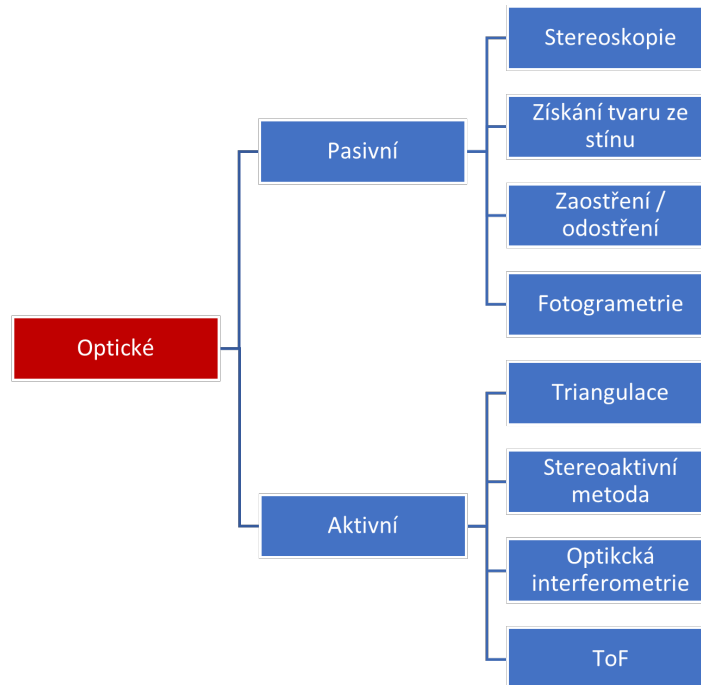 Stereoskopie
Získání tvaru ze
stínu
Pasivní
Zaostření /
odostření
Fotogrametrie
Optické
Triangulace
Stereoaktivní
metoda
Aktivní
Optikcká
interferometrie
ToF